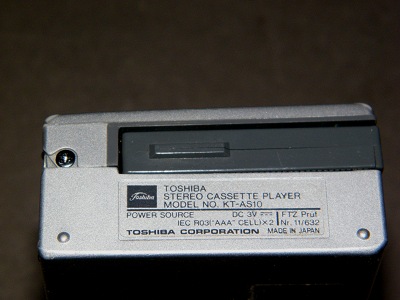 Toshiba
TOSHIBA
STEREO CASSETTE PLAYER
MODEL NO. KT-AS10
POWER SOURCE DC 3V ⎓ FTZ Prüf
IEC R03("AAA" CELL)×2 Nr. 11/632
TOSHIBA CORPORATION MADE IN JAPAN